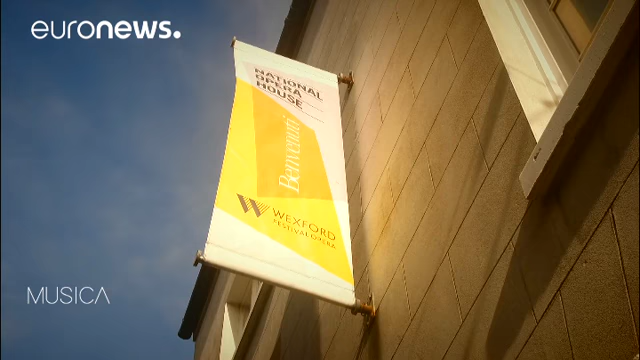 euronews.
NATIONAL
OPERA
HOUSE
Benvenuti
WEXFORD
FESTIVAL OPERA
MUSICA